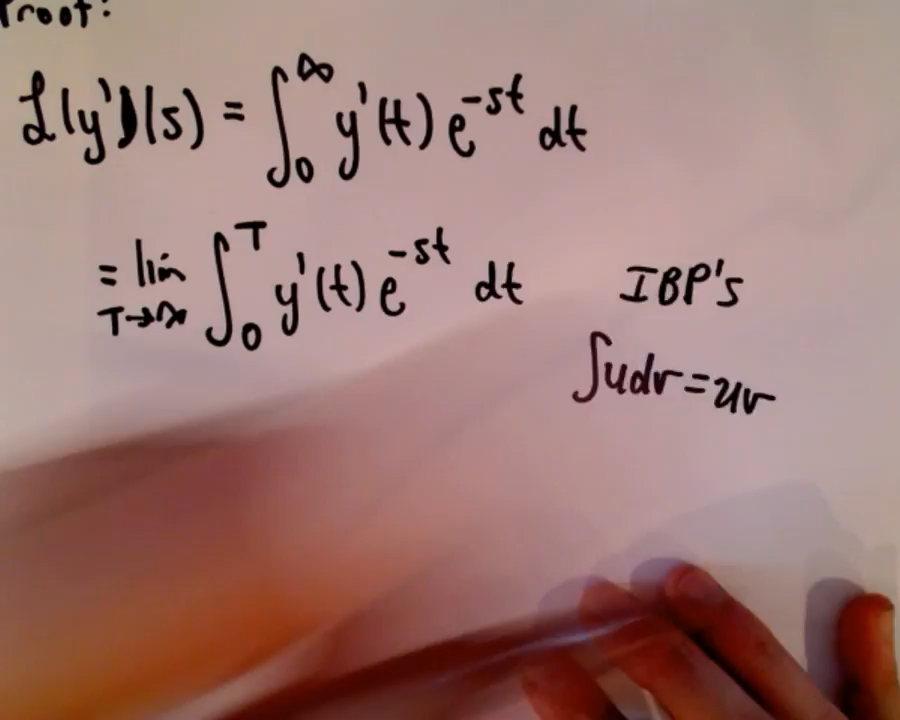 Proof:
ℒ(y')(s) = ∫₀^∞ y'(t) e^{-st} dt
= lim_{T→∞} ∫₀^T y'(t) e^{-st} dt
IBP's
∫udv = uv